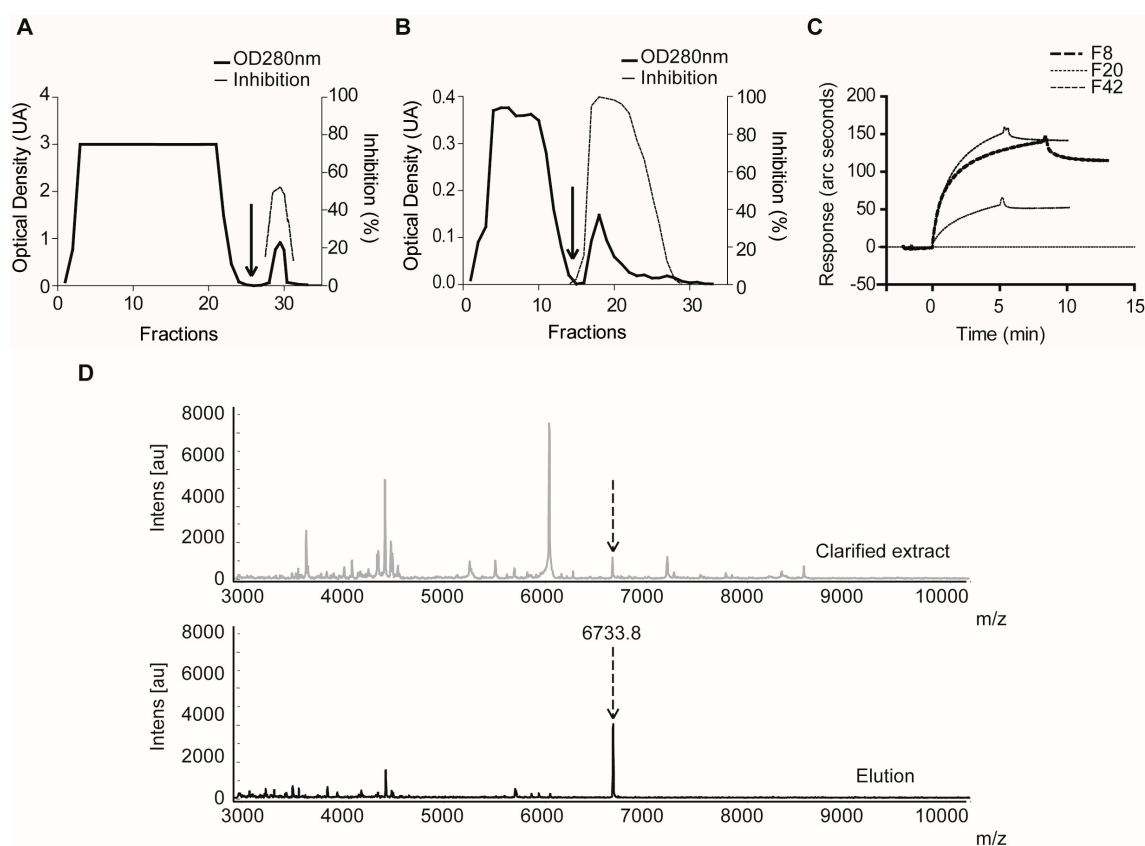 A
OD280nm
Inhibition
Optical Density (UA)
4
3
2
1
0
100
80
60
40
20
0
Inhibition (%)
0
10
20
30
Fractions
B
OD280nm
Inhibition
Optical Density (UA)
0.4
0.3
0.2
0.1
0.0
100
80
60
40
20
0
Inhibition (%)
0
10
20
30
Fractions
C
F8
F20
F42
Response (arc seconds)
200
150
100
50
0
-50
0
5
10
15
Time (min)
D
Intens [au]
8000
6000
4000
2000
0
Clarified extract
3000 4000 5000 6000 7000 8000 9000 10000
m/z
6733.8
Intens [au]
8000
6000
4000
2000
0
Elution
3000 4000 5000 6000 7000 8000 9000 10000
m/z